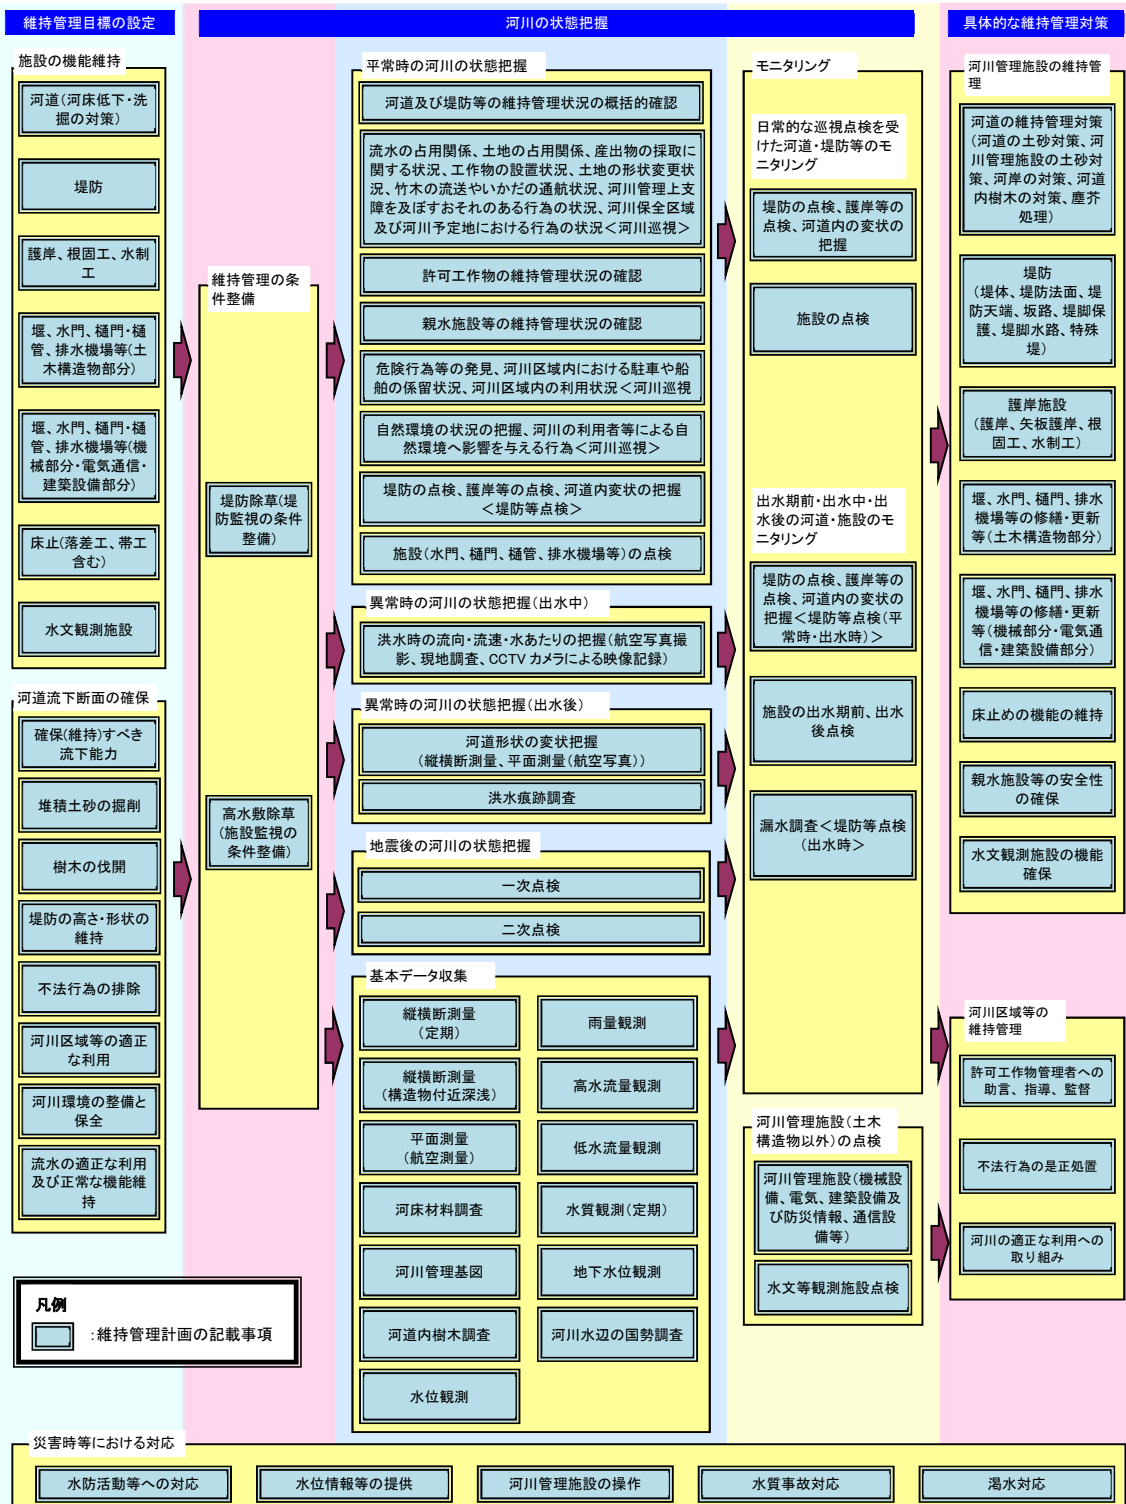 維持管理目標の設定
河川の状態把握
具体的な維持管理対策
施設の機能維持
河道(河床低下・洗
掘の対策)
堤防
護岸、根固工、水制
工
堰、水門、樋門・樋
管、排水機場等(土
木構造物部分)
堰、水門、樋門・樋
管、排水機場等(機
械部分・電気通信・
建築設備部分)
床止(落差工、帯工
含む)
水文観測施設
河道流下断面の確保
確保(維持)すべき
流下能力
堆積土砂の掘削
樹木の伐開
堤防の高さ・形状の
維持
不法行為の排除
河川区域等の適正
な利用
河川環境の整備と
保全
流水の適正な利用
及び正常な機能維
持
凡例
:維持管理計画の記載事項
維持管理の条
件整備
堤防除草(堤
防監視の条件
整備)
高水敷除草
(施設監視の
条件整備)
平常時の河川の状態把握
河道及び堤防等の維持管理状況の概括的確認
流水の占用関係、土地の占用関係、産出物の採取に
関する状況、工作物の設置状況、土地の形状変更状
況、竹木の流送やいかだの通航状況、河川管理上支
障を及ぼすおそれのある行為の状況、河川保全区域
及び河川予定地における行為の状況<河川巡視>
許可工作物の維持管理状況の確認
親水施設等の維持管理状況の確認
危険行為等の発見、河川区域内における駐車や船
舶の係留状況、河川区域内の利用状況<河川巡視
自然環境の状況の把握、河川の利用者等による自
然環境へ影響を与える行為<河川巡視>
堤防の点検、護岸等の点検、河道内変状の把握
<堤防等点検>
施設(水門、樋門、樋管、排水機場等)の点検
異常時の河川の状態把握(出水中)
洪水時の流向・流速・水あたりの把握(航空写真撮
影、現地調査、CCTVカメラによる映像記録)
異常時の河川の状態把握(出水後)
河道形状の変状把握
(縦横断測量、平面測量(航空写真))
洪水痕跡調査
地震後の河川の状態把握
一次点検
二次点検
基本データ収集
縦横断測量
(定期)
雨量観測
縦横断測量
(構造物付近深浅)
高水流量観測
平面測量
(航空測量)
低水流量観測
河床材料調査
水質観測(定期)
河川管理基図
地下水位観測
河道内樹木調査
河川水辺の国勢調査
水位観測
モニタリング
日常的な巡視点検を受
けた河道・堤防等のモ
ニタリング
堤防の点検、護岸等の
点検、河道内の変状の
把握
施設の点検
出水期前・出水中・出
水後の河道・施設のモ
ニタリング
堤防の点検、護岸等の
点検、河道内の変状の
把握<堤防等点検(平
常時・出水時)>
施設の出水期前、出水
後点検
漏水調査<堤防等点検
(出水時>
河川管理施設(土木
構造物以外)の点検
河川管理施設(機械設
備、電気、建築設備及
び防災情報、通信設
備等)
水文等観測施設点検
河川管理施設の維持管
理
河道の維持管理対策
(河道の土砂対策、河
川管理施設の土砂対
策、河岸の対策、河道
内樹木の対策、塵芥
処理)
堤防
(堤体、堤防法面、堤
防天端、坂路、堤脚保
護、堤脚水路、特殊
堤)
護岸施設
(護岸、矢板護岸、根
固工、水制工)
堰、水門、樋門、排水
機場等の修繕・更新
等(土木構造物部分)
堰、水門、樋門、排水
機場等の修繕・更新
等(機械部分・電気通
信・建築設備部分)
床止めの機能の維持
親水施設等の安全性
の確保
水文観測施設の機能
確保
河川区域等の
維持管理
許可工作物管理者への
助言、指導、監督
不法行為の是正処置
河川の適正な利用への
取り組み
災害時等における対応
水防活動等への対応
水位情報等の提供
河川管理施設の操作
水質事故対応
渇水対応